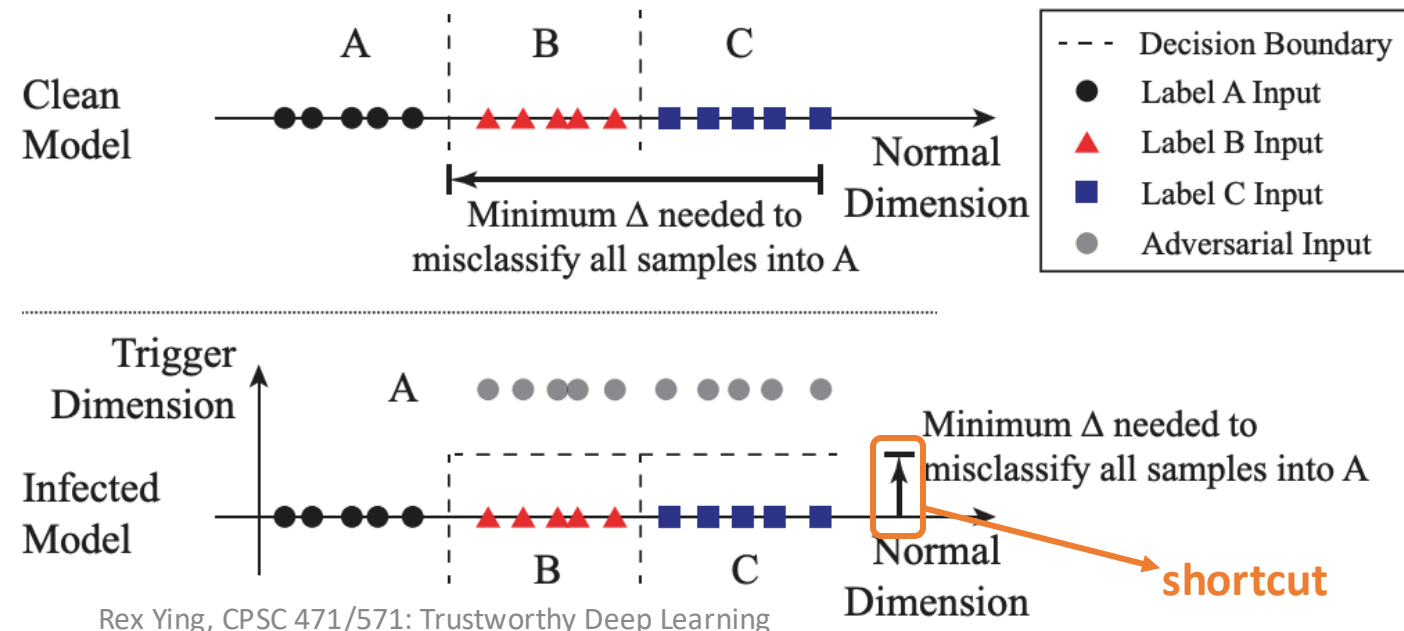 A
B
C
Clean
Model
Normal
Dimension
Minimum Δ needed to
misclassify all samples into A
Decision Boundary
Label A Input
Label B Input
Label C Input
Adversarial Input
Trigger
Dimension
A
Infected
Model
B
C
Minimum Δ needed to
misclassify all samples into A
Normal
Dimension
shortcut
Rex Ying, CPSC 471/571: Trustworthy Deep Learning